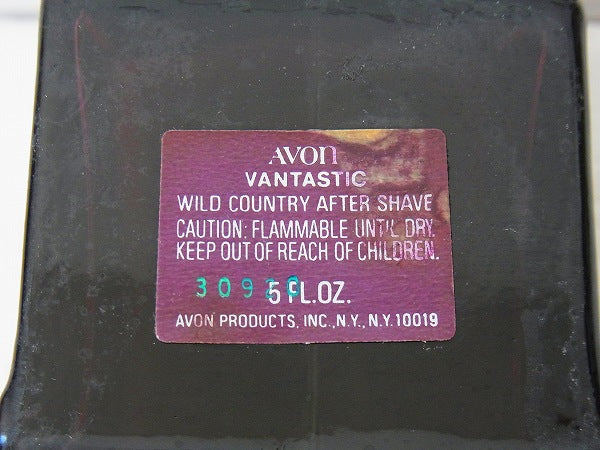 AVON
VANTASTIC
WILD COUNTRY AFTER SHAVE
CAUTION: FLAMMABLE UNTIL DRY.
KEEP OUT OF REACH OF CHILDREN.
30920 5 FL.OZ.
AVON PRODUCTS, INC., N.Y., N.Y. 10019